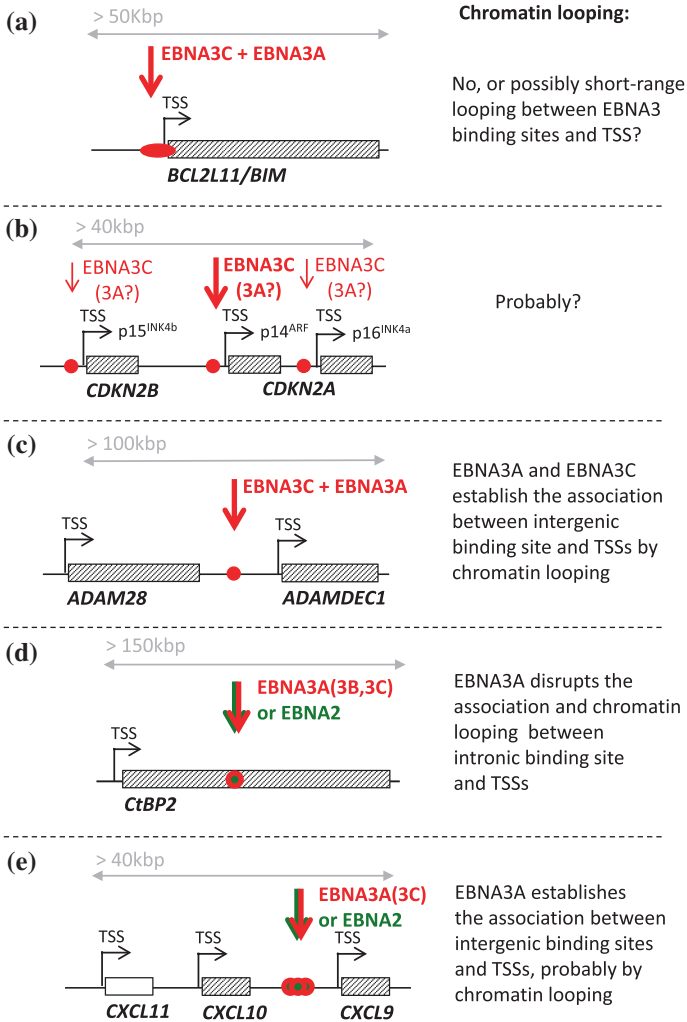 (a)
> 50Kbp
Chromatin looping:
EBNA3C + EBNA3A
TSS
No, or possibly short-range
looping between EBNA3
binding sites and TSS?
BCL2L11/BIM
(b)
> 40kbp
EBNA3C
(3A?)
EBNA3C
(3A?)
EBNA3C
(3A?)
Probably?
TSS
p15INK4b
TSS
p14ARF
TSS
p16INK4a
CDKN2B
CDKN2A
(c)
> 100kbp
EBNA3C + EBNA3A
TSS
TSS
ADAM28
ADAMDEC1
EBNA3A and EBNA3C
establish the association
between intergenic
binding site and TSSs by
chromatin looping
(d)
> 150kbp
EBNA3A(3B,3C)
or EBNA2
TSS
CtBP2
EBNA3A disrupts the
association and chromatin
looping between
intronic binding site
and TSSs
(e)
> 40kbp
EBNA3A(3C)
or EBNA2
TSS
TSS
TSS
CXCL11
CXCL10
CXCL9
EBNA3A establishes
the association between
intergenic binding sites
and TSSs, probably by
chromatin looping